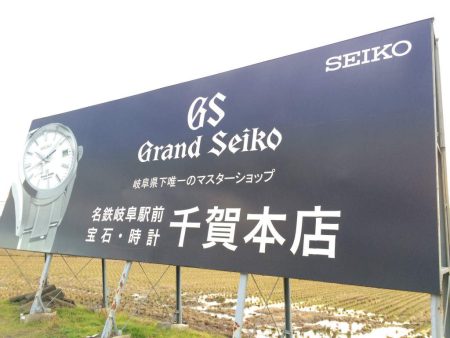 SEIKO
GS
Grand Seiko
岐阜県下唯一のマスターショップ
名鉄岐阜駅前
宝石・時計
千賀本店